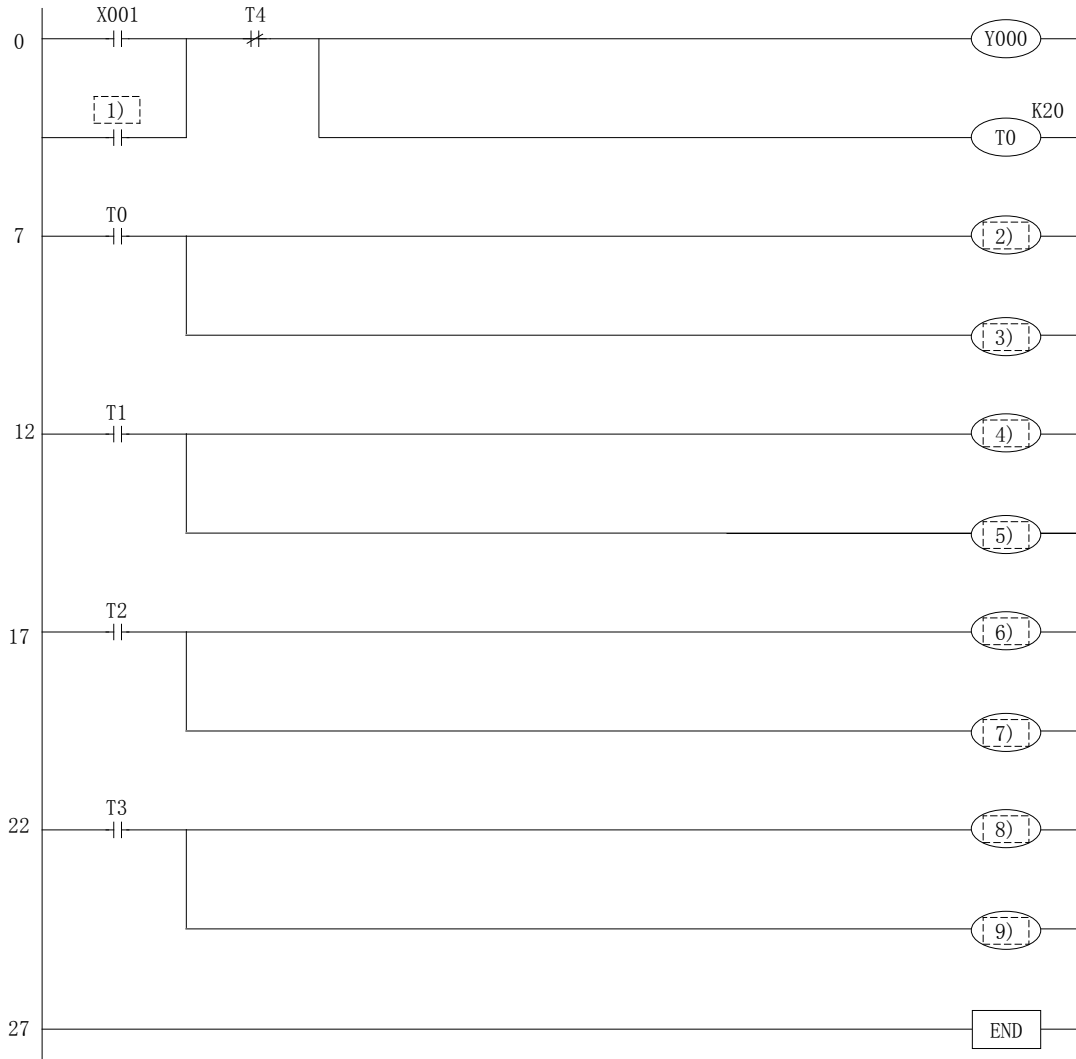 X001 T4
0 Y000
1)
K20
T0
T0
7 2)
3)
T1
12 4)
5)
T2
17 6)
7)
T3
22 8)
9)
27 END